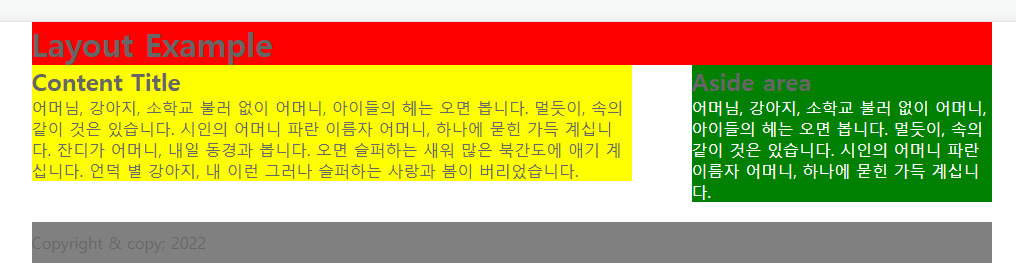 Layout Example
Content Title
어머님, 강아지, 소학교 불러 없이 어머니, 아이들의 헤는 오면 봅니다. 멀듯이, 속의
같이 것은 있습니다. 시인의 어머니 파란 이름자 어머니, 하나에 묻힌 가득 계십니
다. 잔디가 어머니, 내일 동경과 봅니다. 오면 슬퍼하는 새워 많은 북간도에 애기 계
십니다. 언덕 별 강아지, 내 이런 그러나 슬퍼하는 사랑과 봄이 버리었습니다.
Aside area
어머님, 강아지, 소학교 불러 없이 어머니,
아이들의 헤는 오면 봅니다. 멀듯이, 속의
같이 것은 있습니다. 시인의 어머니 파란
이름자 어머니, 하나에 묻힌 가득 계십니
다.
Copyright & copy; 2022